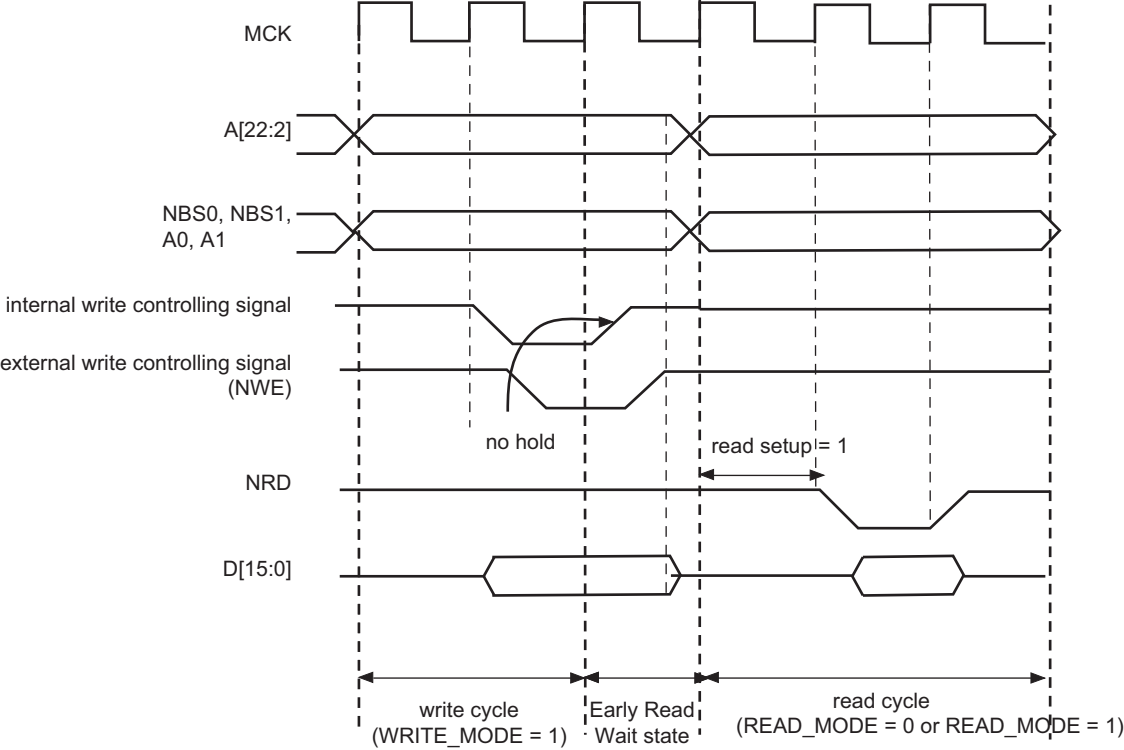 MCK
A[22:2]
NBS0, NBS1,
A0, A1
internal write controlling signal
external write controlling signal
(NWE)
no hold
read setup = 1
NRD
D[15:0]
write cycle
(WRITE_MODE = 1)
Early Read
Wait state
read cycle
(READ_MODE = 0 or READ_MODE = 1)